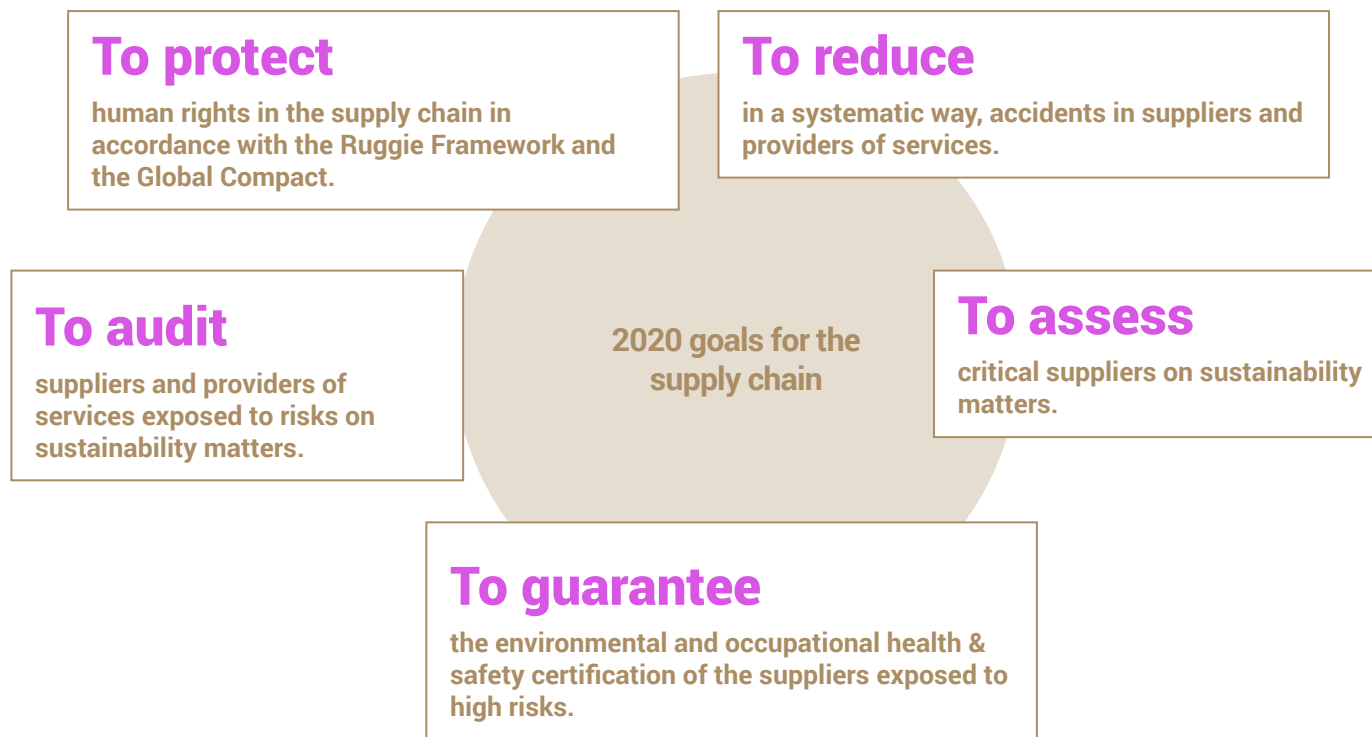 To protect
human rights in the supply chain in
accordance with the Ruggie Framework and
the Global Compact.
To reduce
in a systematic way, accidents in suppliers and
providers of services.
To audit
suppliers and providers of
services exposed to risks on
sustainability matters.
2020 goals for the
supply chain
To assess
critical suppliers on sustainability
matters.
To guarantee
the environmental and occupational health &
safety certification of the suppliers exposed to
high risks.